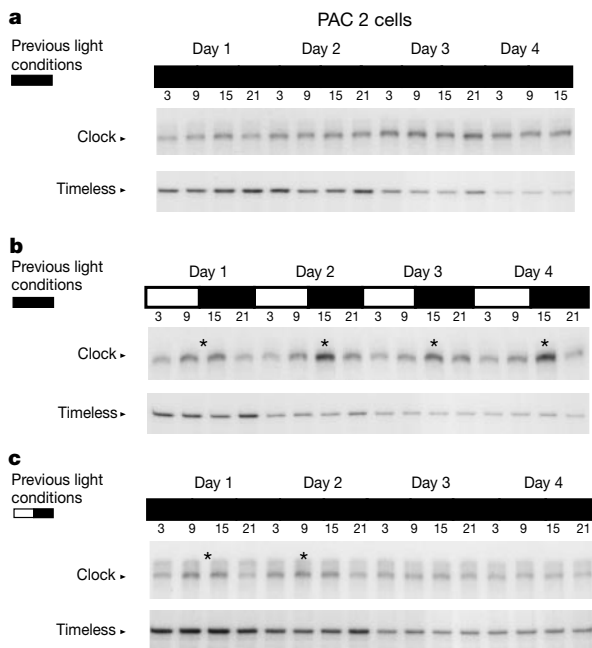 a
PAC 2 cells
Previous light
conditions
Day 1 Day 2 Day 3 Day 4
3 9 15 21 3 9 15 21 3 9 15 21 3 9 15
Clock ▸
Timeless ▸
b
Previous light
conditions
Day 1 Day 2 Day 3 Day 4
3 9 15 21 3 9 15 21 3 9 15 21 3 9 15 21
* * * *
Clock ▸
Timeless ▸
c
Previous light
conditions
Day 1 Day 2 Day 3 Day 4
3 9 15 21 3 9 15 21 3 9 15 21 3 9 15 21
* *
Clock ▸
Timeless ▸